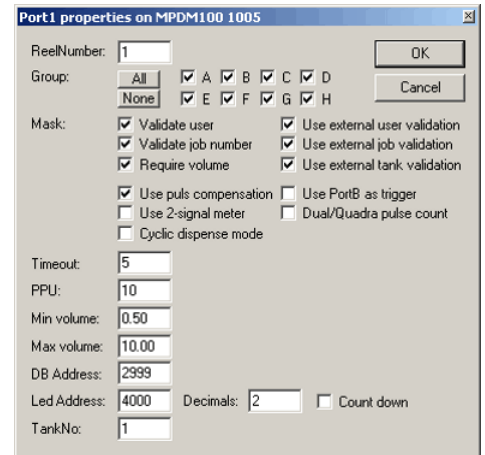 Port1 properties on MPDM100 1005
ReelNumber: 1 OK
Group: All A B C D Cancel
None E F G H
Mask: Validate user Use external user validation
Validate job number Use external job validation
Require volume Use external tank validation
Use puls compensation Use PortB as trigger
Use 2-signal meter Dual/Quadra pulse count
Cyclic dispense mode
Timeout: 5
PPU: 10
Min volume: 0.50
Max volume: 10.00
DB Address: 2999
Led Address: 4000 Decimals: 2 Count down
TankNo: 1